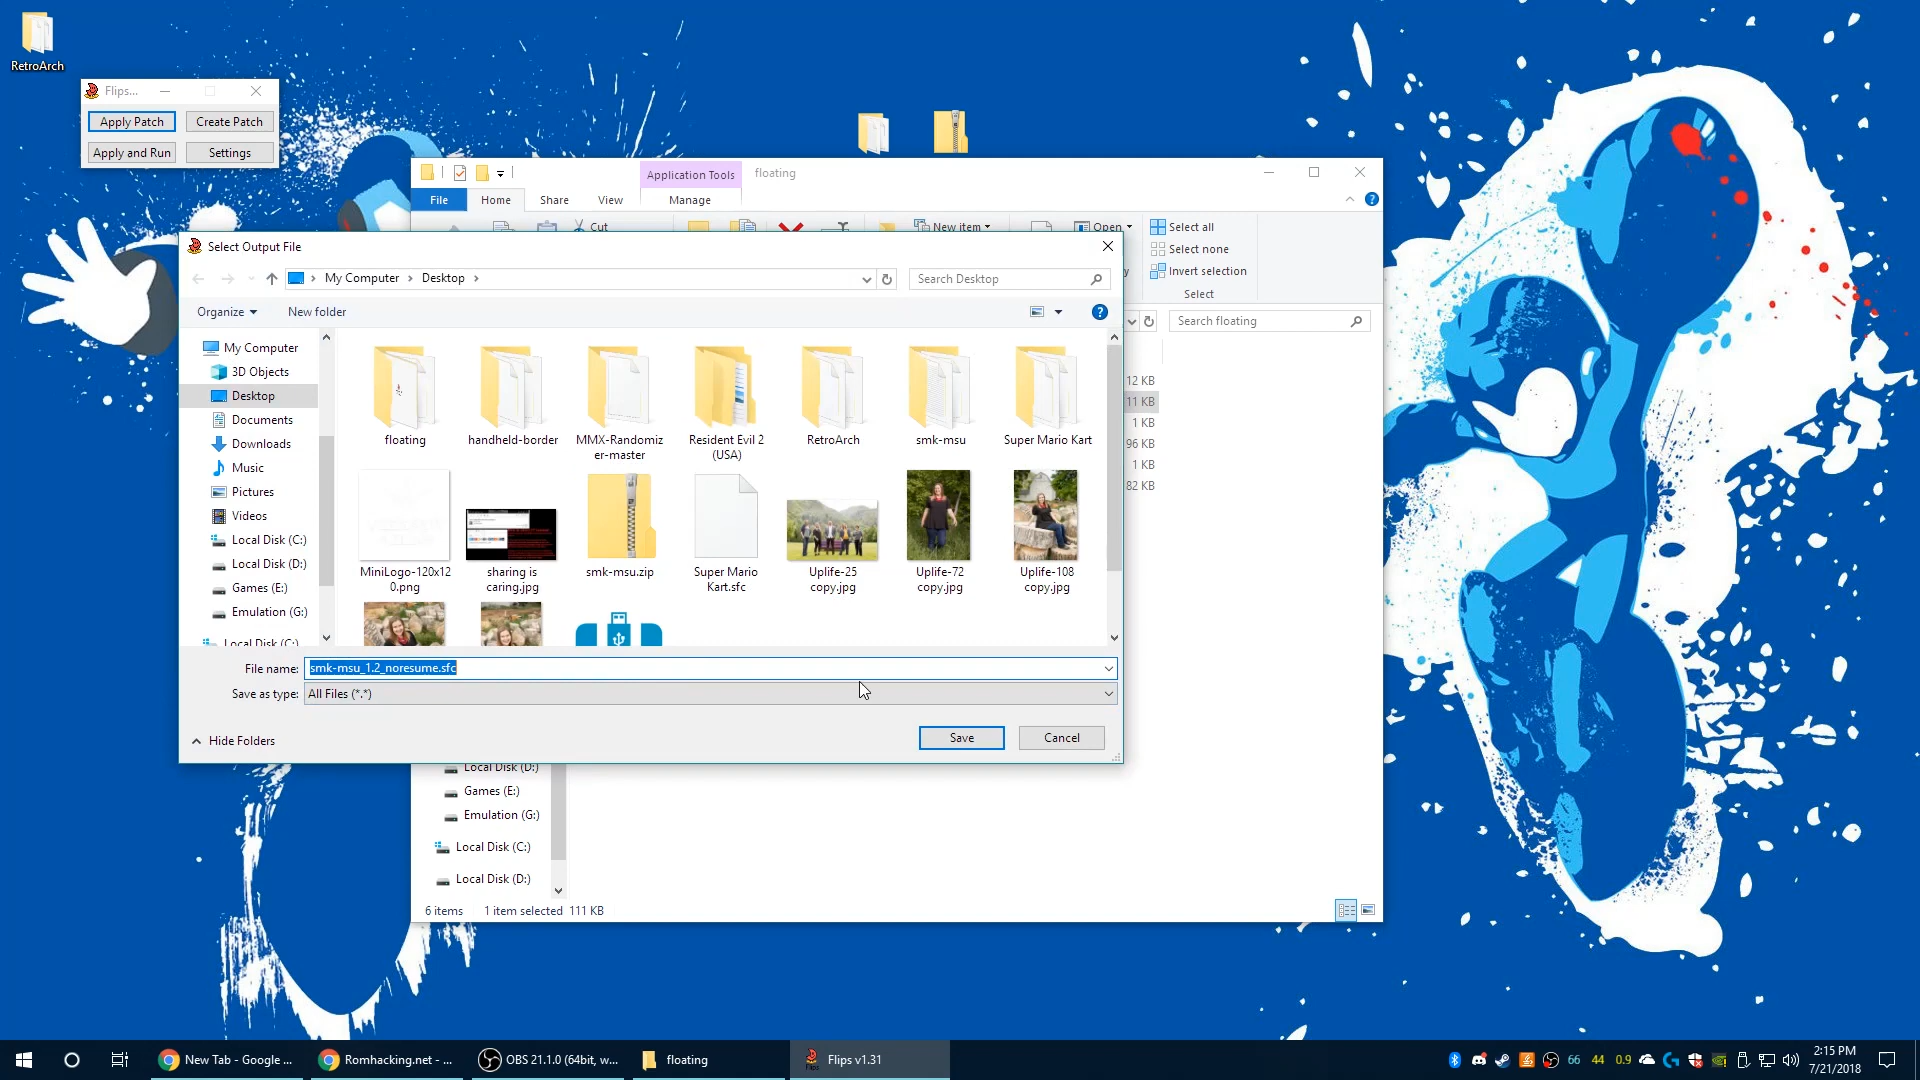 RetroArch
Flips...
Apply Patch
Create Patch
Apply and Run
Settings
Application Tools
floating
File
Home
Share
View
Manage
Cut
New item
Open
Select all
Select none
Invert selection
Select
Select Output File
My Computer
Desktop
Search Desktop
Organize
New folder
Search floating
My Computer
3D Objects
Desktop
Documents
Downloads
Music
Pictures
Videos
Local Disk (C:)
Local Disk (D:)
Games (E:)
Emulation (G:)
Local Disk (C:)
floating
handheld-border
MMX-Randomiz
er-master
Resident Evil 2
(USA)
RetroArch
smk-msu
Super Mario Kart
MiniLogo-120x12
0.png
sharing is
caring.jpg
smk-msu.zip
Super Mario
Kart.sfc
Uplife-25
copy.jpg
Uplife-72
copy.jpg
Uplife-108
copy.jpg
12 KB
11 KB
1 KB
96 KB
1 KB
82 KB
File name:
smk-msu_1.2_noresume.sfc
Save as type:
All Files (*.*)
Hide Folders
Save
Cancel
Local Disk (D:)
Games (E:)
Emulation (G:)
Local Disk (C:)
Local Disk (D:)
6 items
1 item selected 111 KB
New Tab - Google ...
Romhacking.net - ...
OBS 21.1.0 (64bit, w...
floating
Flips v1.31
66
44
0.9
2:15 PM
7/21/2018